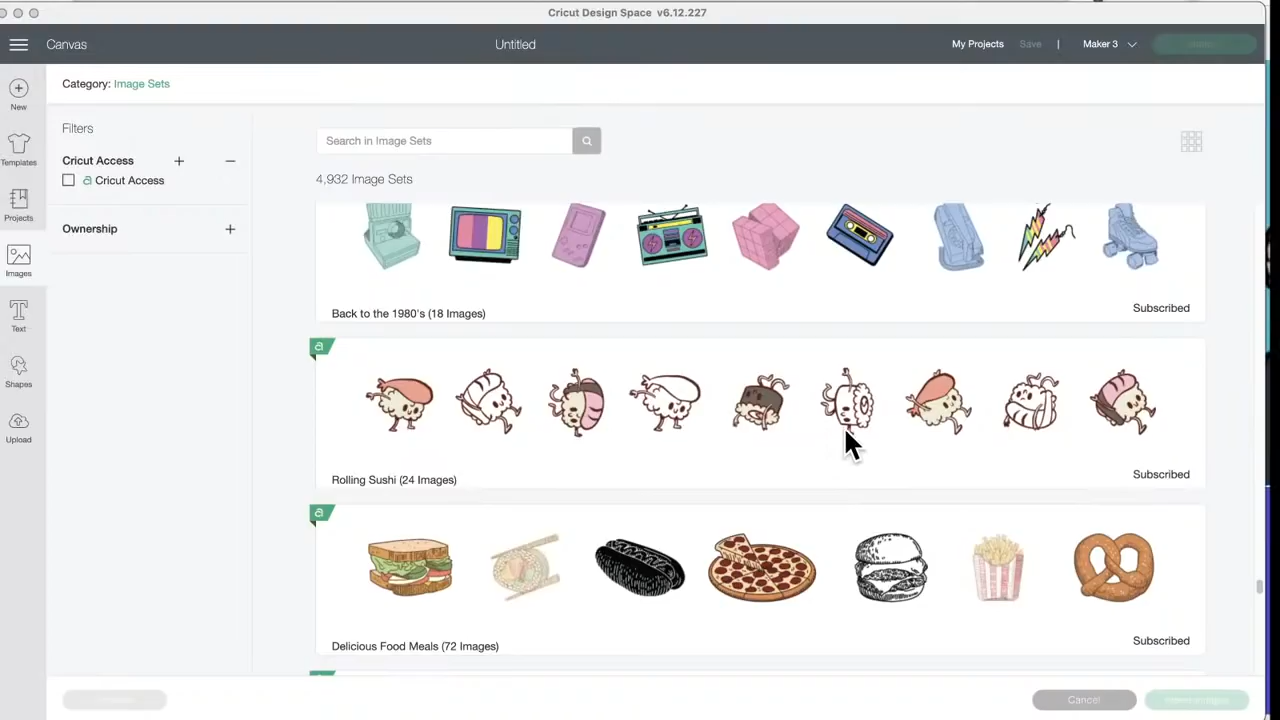 Cricut Design Space v6.12.227
Canvas
Untitled
My Projects
Save
|
Maker 3
Category: Image Sets
New
Templates
Projects
Images
Text
Shapes
Upload
Filters
Cricut Access + −
a Cricut Access
Ownership +
Search in Image Sets
4,932 Image Sets
Back to the 1980's (18 Images)
Subscribed
a
Rolling Sushi (24 Images)
Subscribed
a
Delicious Food Meals (72 Images)
Subscribed
Cancel